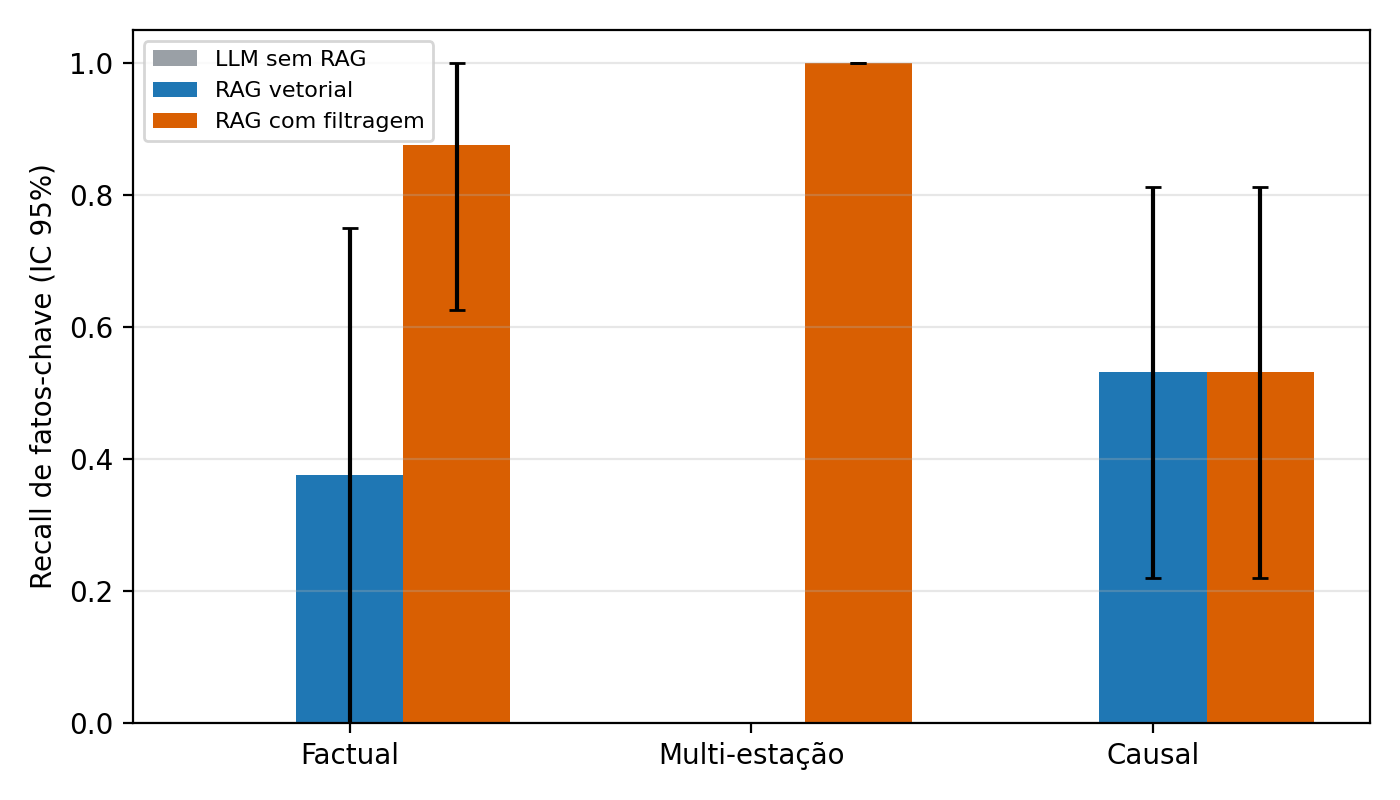 LLM sem RAG
RAG vetorial
RAG com filtragem
Recall de fatos-chave (IC 95%)
1.0
0.8
0.6
0.4
0.2
0.0
Factual
Multi-estação
Causal